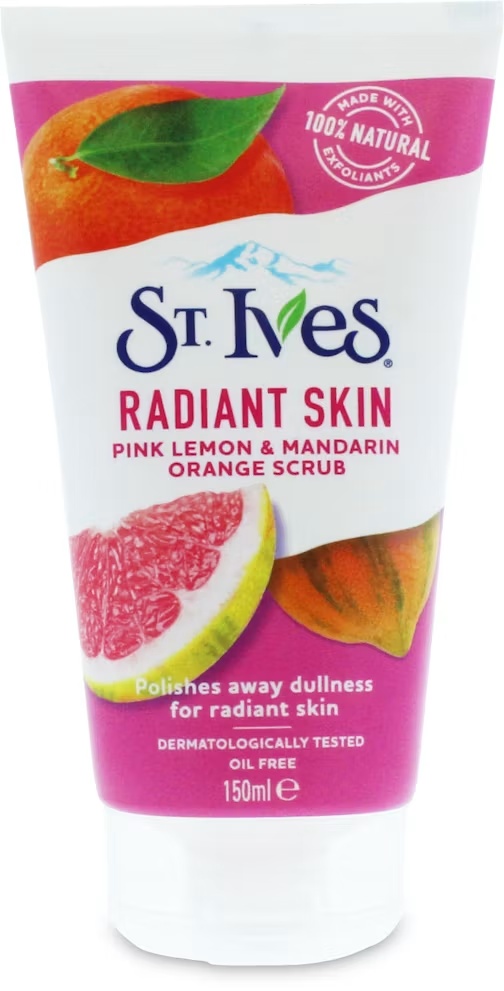 MADE WITH
100% NATURAL
EXFOLIANTS
ST. IVES®
RADIANT SKIN
PINK LEMON & MANDARIN
ORANGE SCRUB
Polishes away dullness
for radiant skin
DERMATOLOGICALLY TESTED
OIL FREE
150ml ℮